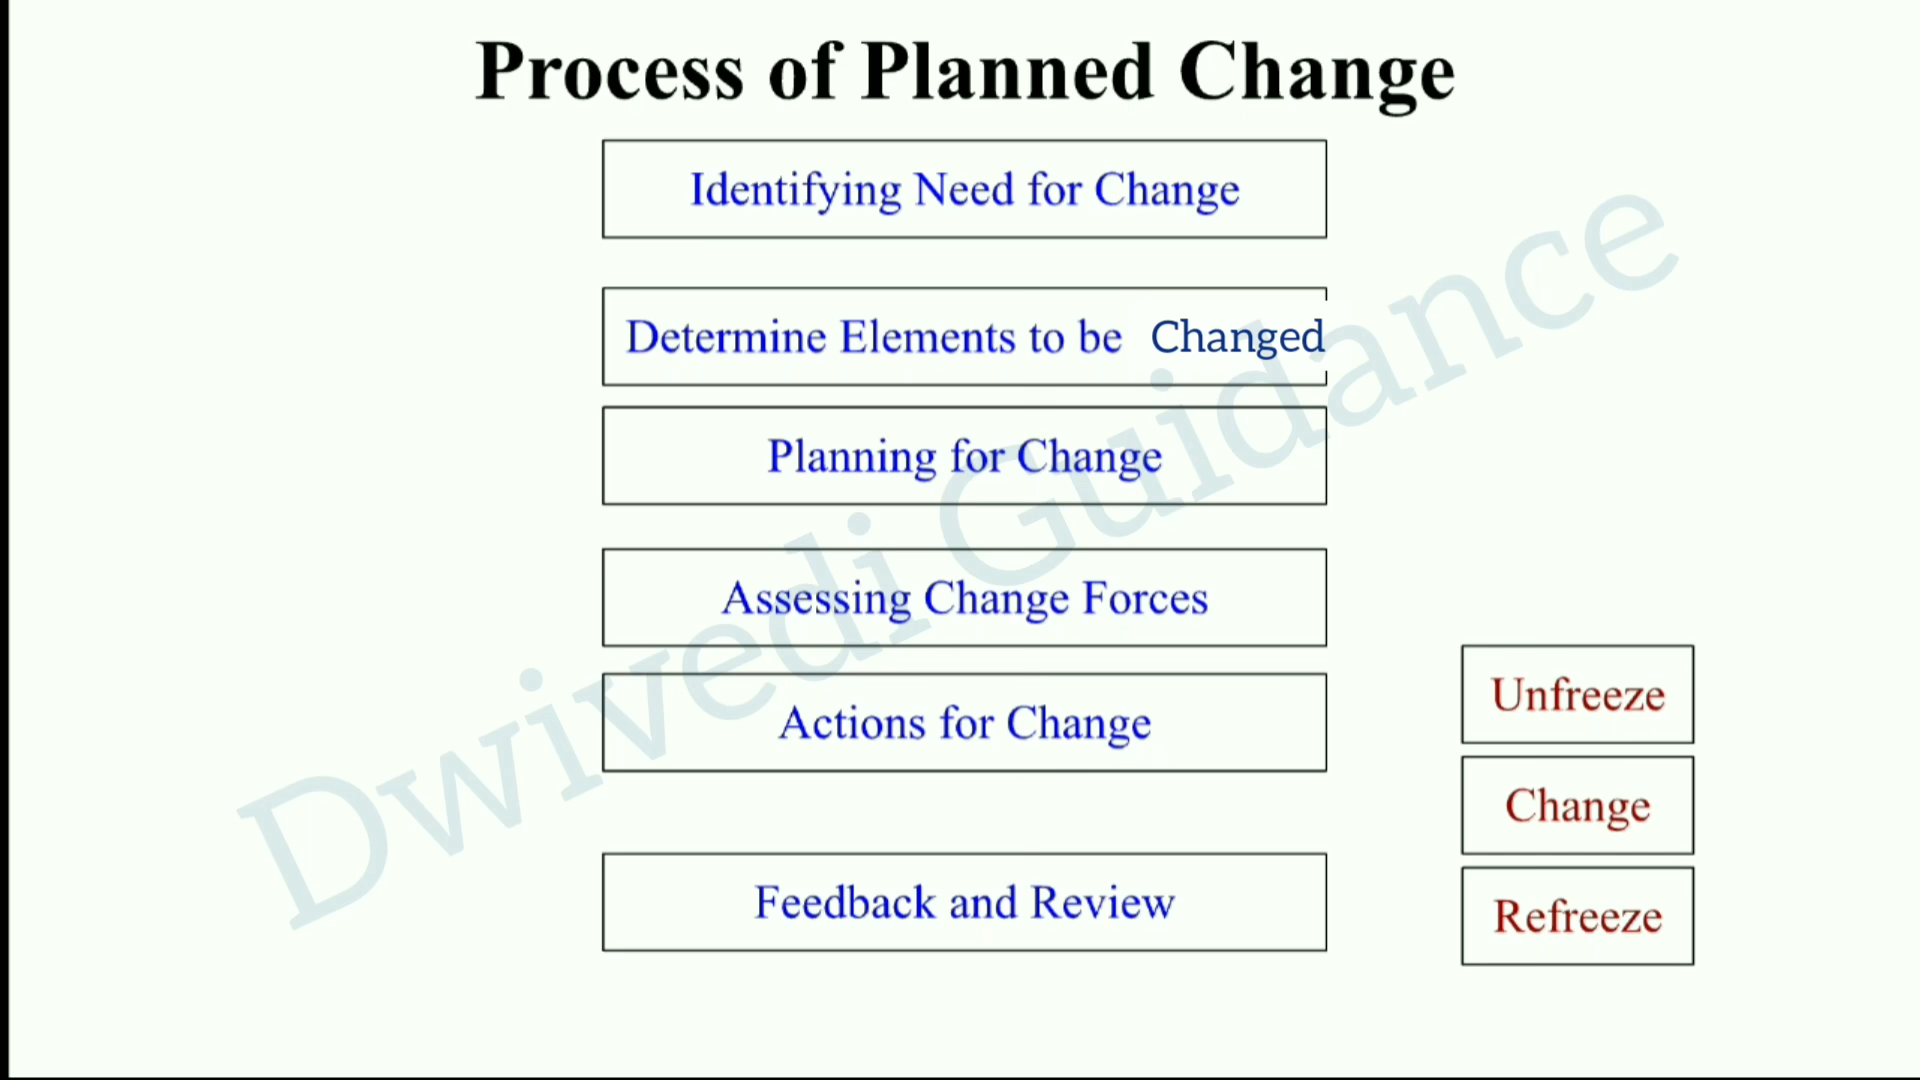 Process of Planned Change
Identifying Need for Change
Determine Elements to be Changed
Planning for Change
Assessing Change Forces
Actions for Change
Unfreeze
Change
Refreeze
Feedback and Review
Dwivedi Guidance